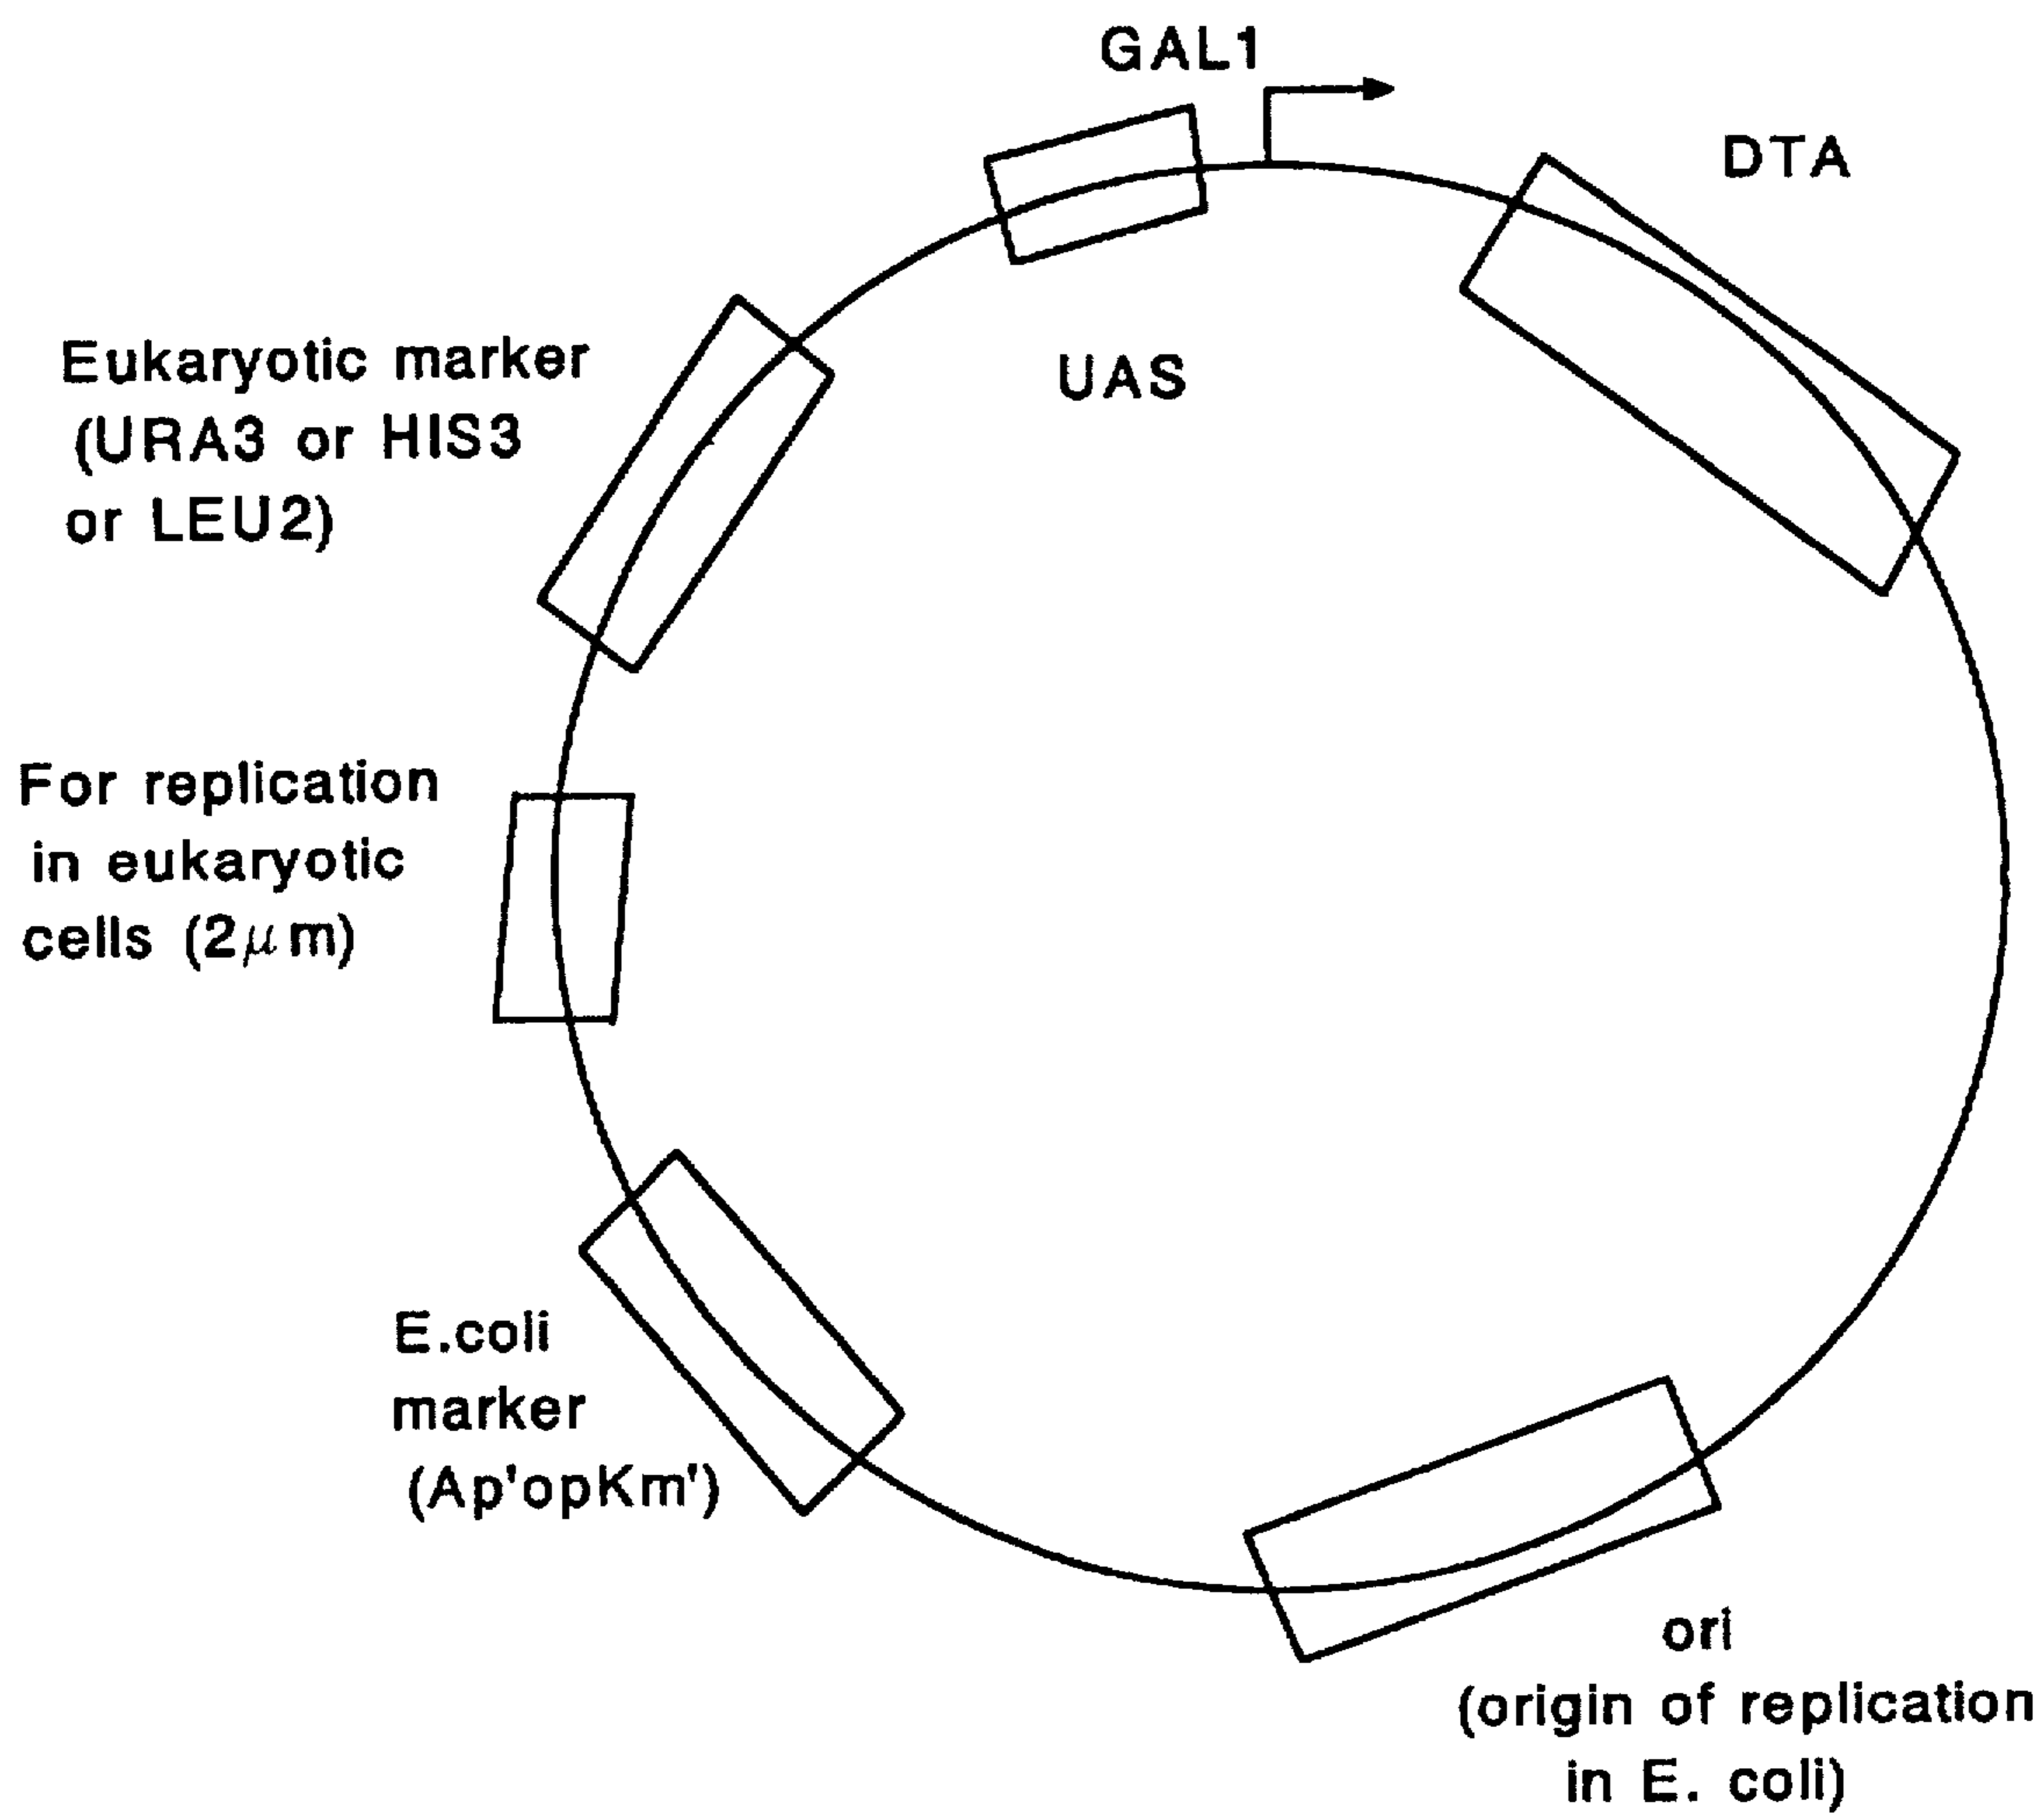 GAL1
DTA
Eukaryotic marker
(URA3 or HIS3
or LEU2)
UAS
For replication
in eukaryotic
cells (2μm)
E.coli
marker
(Ap'opKm')
ori
(origin of replication
in E. coli)